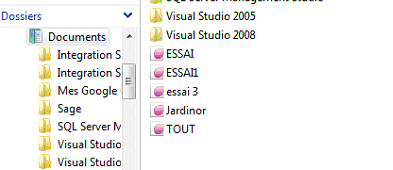 Dossiers
Documents
Integration S
Integration S
Mes Google
Sage
SQL Server M
Visual Studio
Visual Studio
Visual Studio 2005
Visual Studio 2008
ESSAI
ESSAI1
essai 3
Jardinor
TOUT